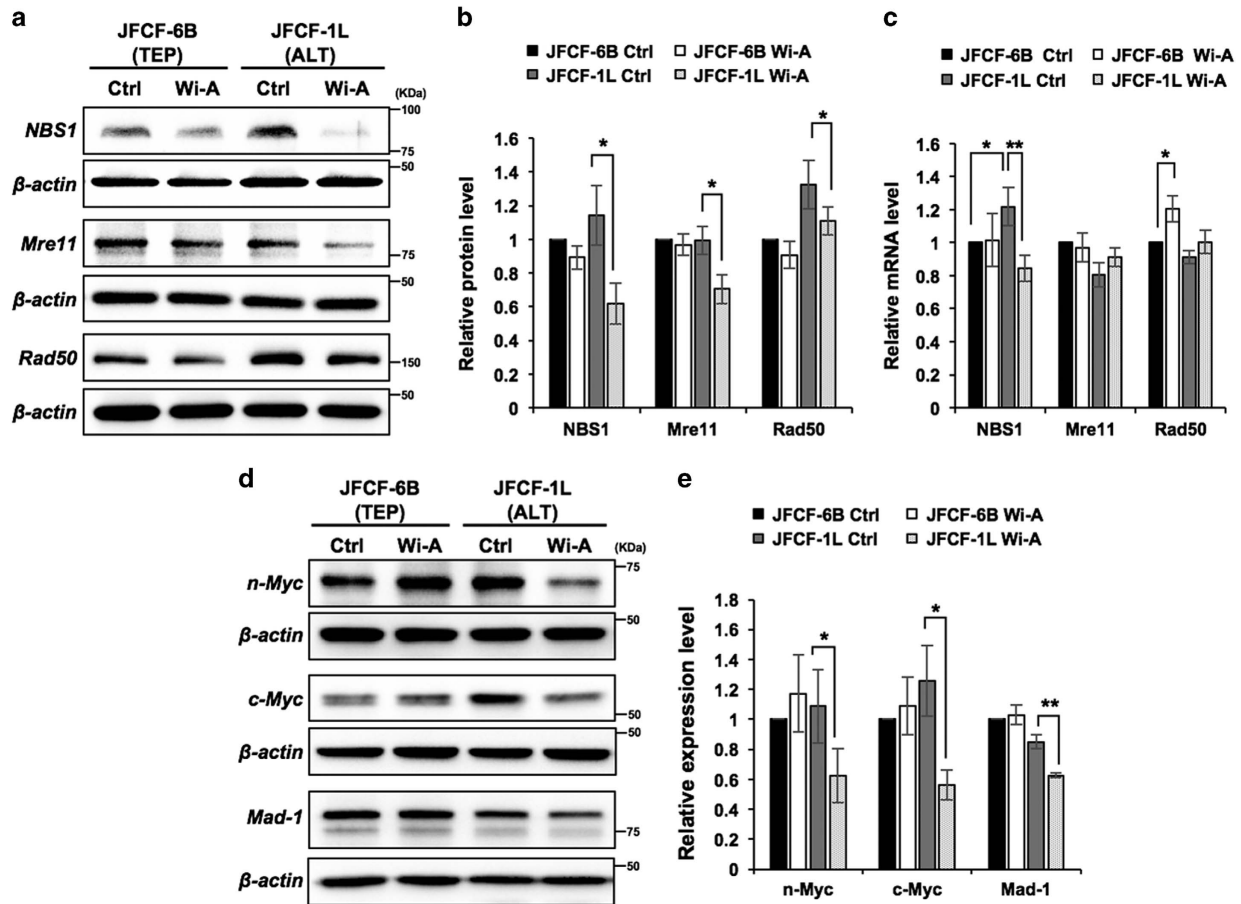 a
JFCF-6B JFCF-1L
(TEP) (ALT)
Ctrl Wi-A Ctrl Wi-A (KDa)
NBS1 100
75
β-actin 50
Mre11
75
β-actin 50
Rad50 150
β-actin 50
b
JFCF-6B Ctrl JFCF-6B Wi-A
JFCF-1L Ctrl JFCF-1L Wi-A
Relative protein level
1.6
1.4
1.2
1
0.8
0.6
0.4
0.2
0
* * *
NBS1 Mre11 Rad50
c
JFCF-6B Ctrl JFCF-6B Wi-A
JFCF-1L Ctrl JFCF-1L Wi-A
Relative mRNA level
1.6
1.4
1.2
1
0.8
0.6
0.4
0.2
0
* ** *
NBS1 Mre11 Rad50
d
JFCF-6B JFCF-1L
(TEP) (ALT)
Ctrl Wi-A Ctrl Wi-A (KDa)
n-Myc 75
β-actin 50
c-Myc
50
β-actin 50
Mad-1
75
β-actin 50
e
JFCF-6B Ctrl JFCF-6B Wi-A
JFCF-1L Ctrl JFCF-1L Wi-A
Relative expression level
1.8
1.6
1.4
1.2
1
0.8
0.6
0.4
0.2
0
* * **
n-Myc c-Myc Mad-1